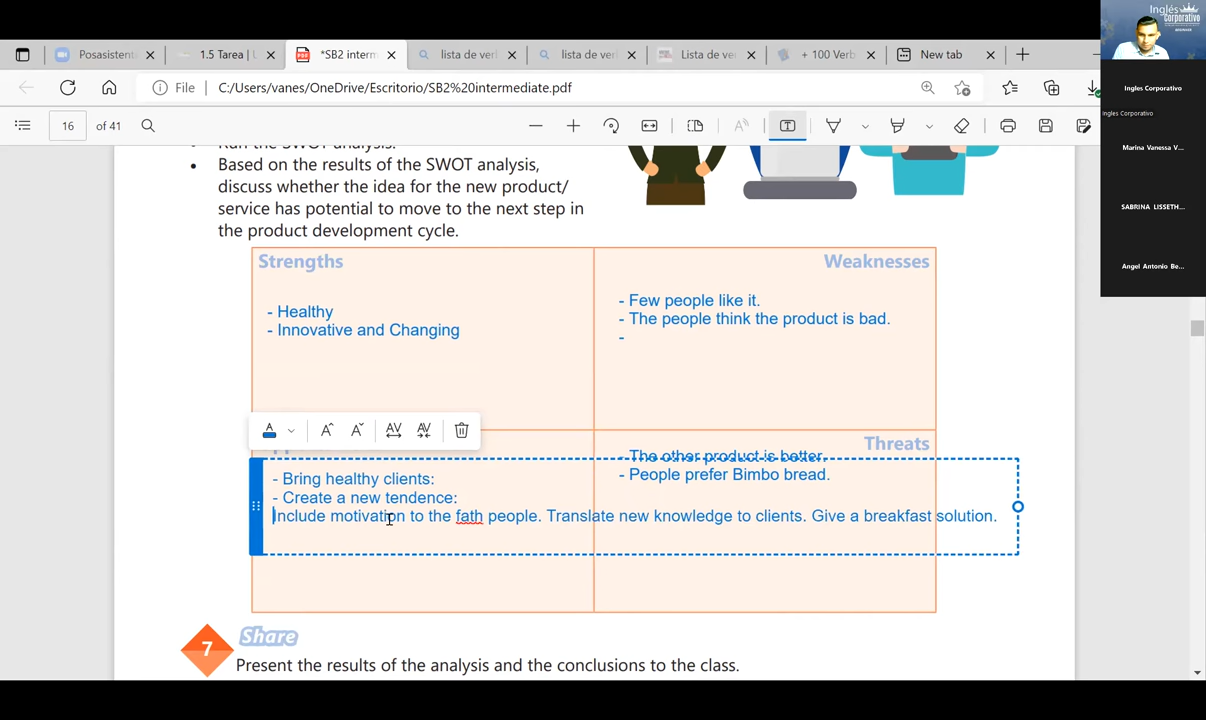 Posasistent
1.5 Tarea | L
*SB2 interm
lista de ver
lista de ver
Lista de ve
+ 100 Verb
New tab
File
C:/Users/vanes/OneDrive/Escritorio/SB2%20intermediate.pdf
16 of 41
Run the SWOT analysis.
• Based on the results of the SWOT analysis,
discuss whether the idea for the new product/
service has potential to move to the next step in
the product development cycle.
Strengths
- Healthy
- Innovative and Changing
Weaknesses
- Few people like it.
- The people think the product is bad.
-
Threats
- The other product is better.
- People prefer Bimbo bread.
- Bring healthy clients:
- Create a new tendence:
Include motivation to the fath people. Translate new knowledge to clients. Give a breakfast solution.
7
Share
Present the results of the analysis and the conclusions to the class.
Inglés
Corporativo
Ingles Corporativo
Ingles Corporativo
Marina Vanessa V...
SABRINA LISSETH...
Angel Antonio Be...